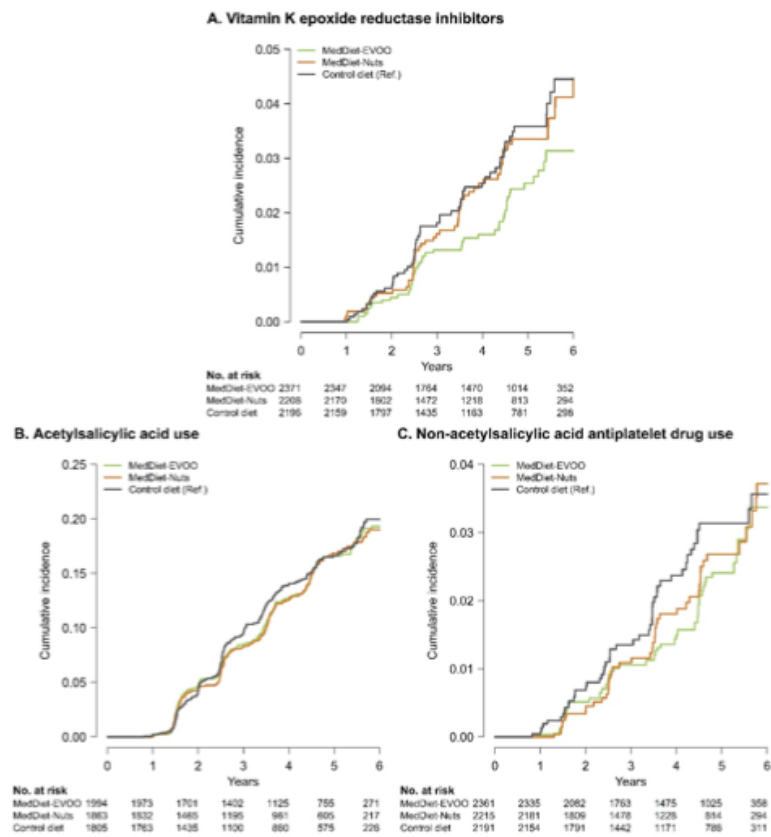 A. Vitamin K epoxide reductase inhibitors
MedDiet-EVOO
MedDiet-Nuts
Control diet (Ref.)
Cumulative incidence
0.05
0.04
0.03
0.02
0.01
0.00
0 1 2 3 4 5 6
Years
No. at risk
MedDiet-EVOO 2371 2347 2094 1764 1470 1014 352
MedDiet-Nuts 2208 2170 1802 1472 1218 813 294
Control diet 2196 2159 1797 1435 1163 781 298
B. Acetylsalicylic acid use
MedDiet-EVOO
MedDiet-Nuts
Control diet (Ref.)
Cumulative incidence
0.25
0.20
0.15
0.10
0.05
0.00
0 1 2 3 4 5 6
Years
No. at risk
MedDiet-EVOO 1994 1973 1701 1402 1125 755 271
MedDiet-Nuts 1863 1832 1465 1195 961 605 217
Control diet 1805 1763 1435 1100 860 575 226
C. Non-acetylsalicylic acid antiplatelet drug use
MedDiet-EVOO
MedDiet-Nuts
Control diet (Ref.)
Cumulative incidence
0.04
0.03
0.02
0.01
0.00
0 1 2 3 4 5 6
Years
No. at risk
MedDiet-EVOO 2361 2335 2082 1763 1475 1025 358
MedDiet-Nuts 2215 2181 1809 1478 1228 814 294
Control diet 2191 2154 1791 1442 1171 786 311